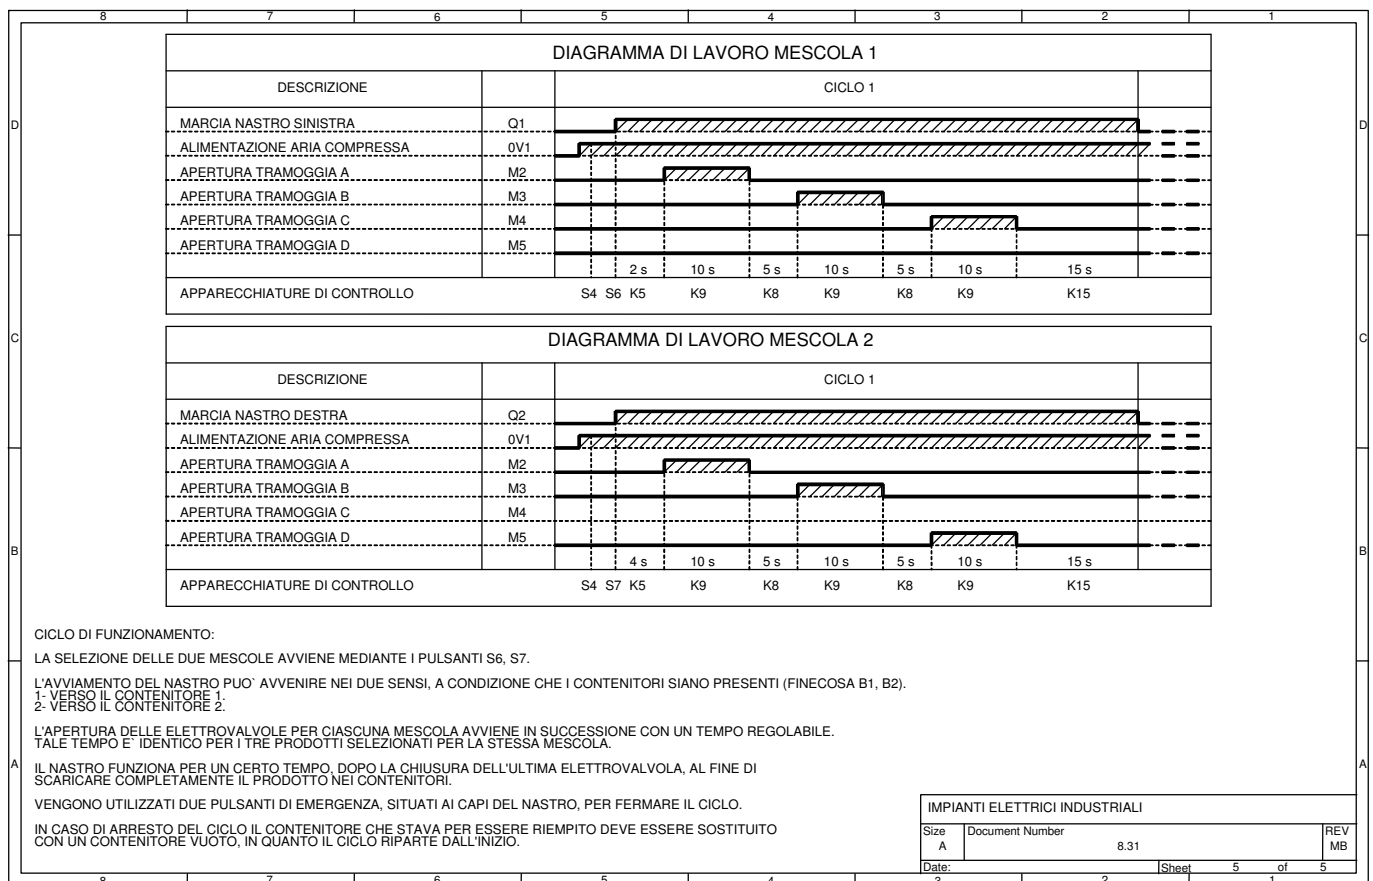 8 7 6 5 4 3 2 1
DIAGRAMMA DI LAVORO MESCOLA 1
DESCRIZIONE CICLO 1
D D
MARCIA NASTRO SINISTRA Q1
ALIMENTAZIONE ARIA COMPRESSA 0V1
APERTURA TRAMOGGIA A M2
APERTURA TRAMOGGIA B M3
APERTURA TRAMOGGIA C M4
APERTURA TRAMOGGIA D M5
2 s 10 s 5 s 10 s 5 s 10 s 15 s
APPARECCHIATURE DI CONTROLLO S4 S6 K5 K9 K8 K9 K8 K9 K15
C C
DIAGRAMMA DI LAVORO MESCOLA 2
DESCRIZIONE CICLO 1
MARCIA NASTRO DESTRA Q2
ALIMENTAZIONE ARIA COMPRESSA 0V1
APERTURA TRAMOGGIA A M2
APERTURA TRAMOGGIA B M3
APERTURA TRAMOGGIA C M4
APERTURA TRAMOGGIA D M5
B B
4 s 10 s 5 s 10 s 5 s 10 s 15 s
APPARECCHIATURE DI CONTROLLO S4 S7 K5 K9 K8 K9 K8 K9 K15
CICLO DI FUNZIONAMENTO:
LA SELEZIONE DELLE DUE MESCOLE AVVIENE MEDIANTE I PULSANTI S6, S7.
L'AVVIAMENTO DEL NASTRO PUO` AVVENIRE NEI DUE SENSI, A CONDIZIONE CHE I CONTENITORI SIANO PRESENTI (FINECOSA B1, B2).
1- VERSO IL CONTENITORE 1.
2- VERSO IL CONTENITORE 2.
L'APERTURA DELLE ELETTROVALVOLE PER CIASCUNA MESCOLA AVVIENE IN SUCCESSIONE CON UN TEMPO REGOLABILE.
TALE TEMPO E` IDENTICO PER I TRE PRODOTTI SELEZIONATI PER LA STESSA MESCOLA.
A A
IL NASTRO FUNZIONA PER UN CERTO TEMPO, DOPO LA CHIUSURA DELL'ULTIMA ELETTROVALVOLA, AL FINE DI
SCARICARE COMPLETAMENTE IL PRODOTTO NEI CONTENITORI.
VENGONO UTILIZZATI DUE PULSANTI DI EMERGENZA, SITUATI AI CAPI DEL NASTRO, PER FERMARE IL CICLO.
IN CASO DI ARRESTO DEL CICLO IL CONTENITORE CHE STAVA PER ESSERE RIEMPITO DEVE ESSERE SOSTITUITO
CON UN CONTENITORE VUOTO, IN QUANTO IL CICLO RIPARTE DALL'INIZIO.
IMPIANTI ELETTRICI INDUSTRIALI
Size Document Number REV
A 8.31 MB
Date: Sheet 5 of 5
8 7 6 5 4 3 2 1